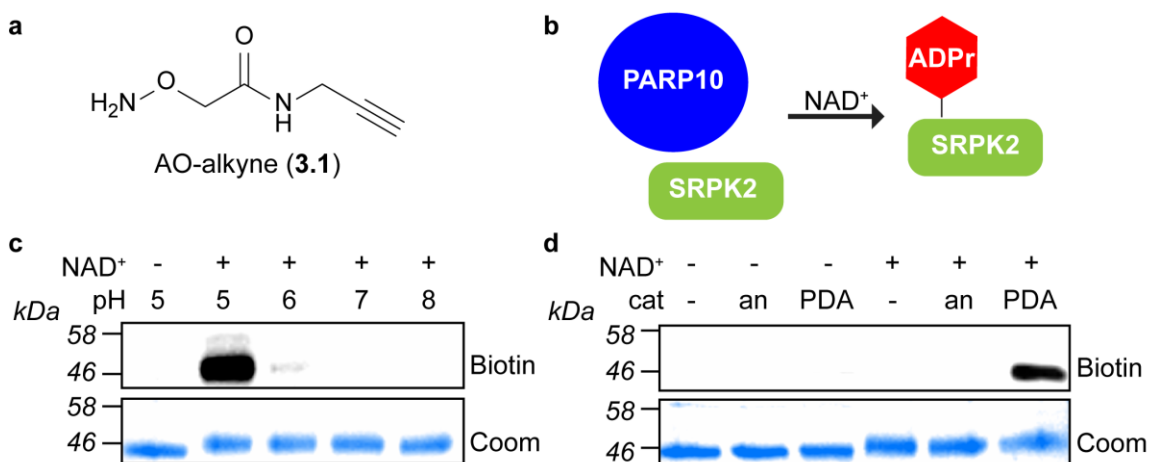 a
O
H₂N
O
N
H
AO-alkyne (3.1)
b
PARP10
SRPK2
NAD⁺
ADPr
SRPK2
c
NAD⁺ - + + + +
kDa pH 5 5 6 7 8
58
46
Biotin
58
46
Coom
d
NAD⁺ - - - + + +
kDa cat - an PDA - an PDA
58
46
Biotin
58
46
Coom